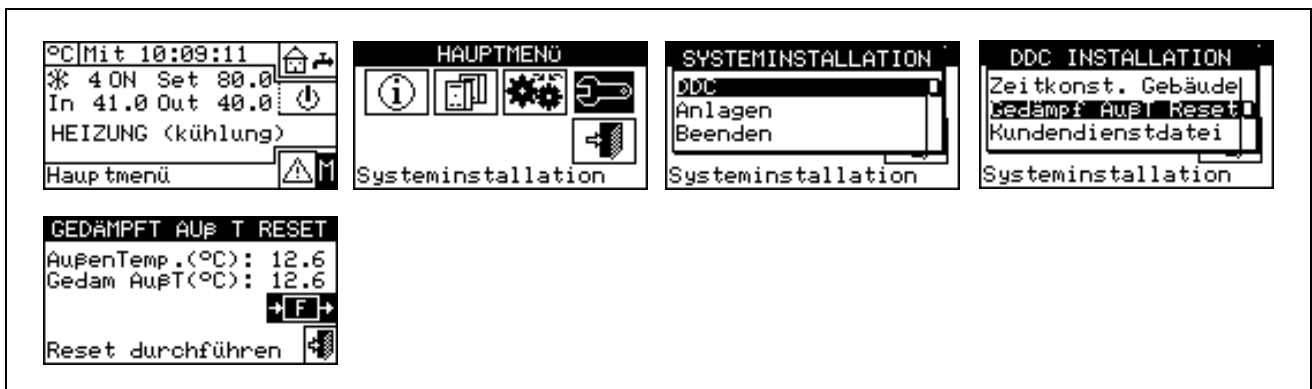 °C Mit 10:09:11
4 ON Set 80.0
In 41.0 Out 40.0
HEIZUNG (kühlung)
Hauptmenü M
HAUPTMENü
i
Systeminstallation
SYSTEMINSTALLATION
DDC
Anlagen
Beenden
Systeminstallation
DDC INSTALLATION
Zeitkonst. Gebäude
Gedämpf AußT Reset
Kundendienstdatei
Systeminstallation
GEDÄMPFT AUß T RESET
AußenTemp.(°C): 12.6
Gedam AußT(°C): 12.6
F
Reset durchführen